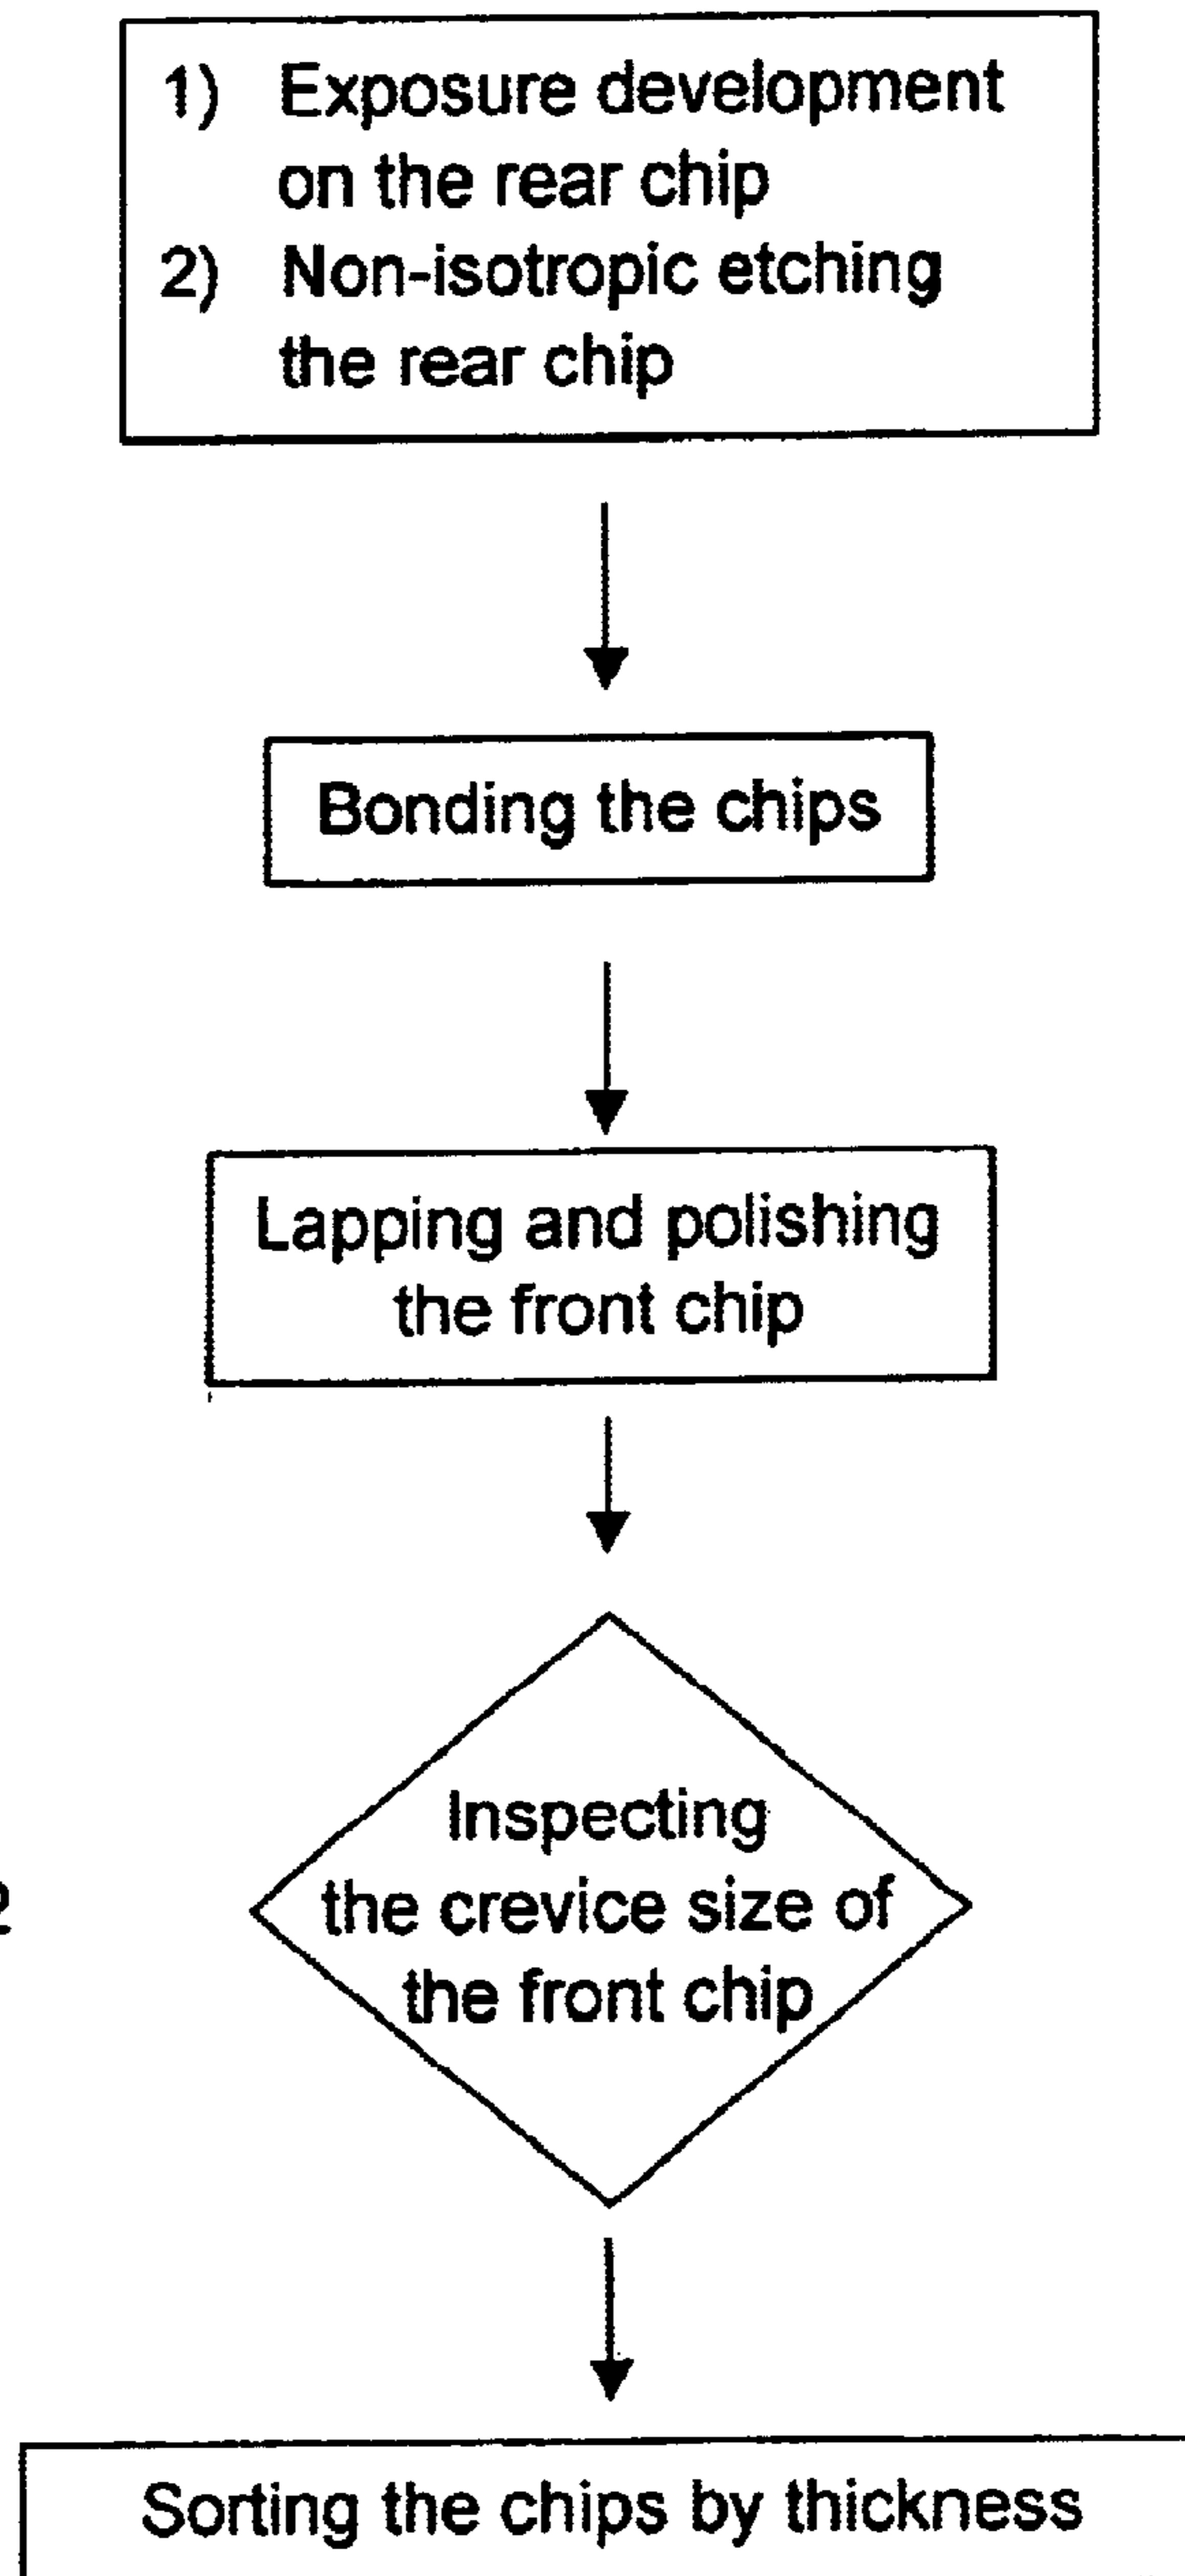 1) Exposure development
on the rear chip
2) Non-isotropic etching
the rear chip
Bonding the chips
Lapping and polishing
the front chip
Inspecting
the crevice size of
the front chip
Sorting the chips by thickness